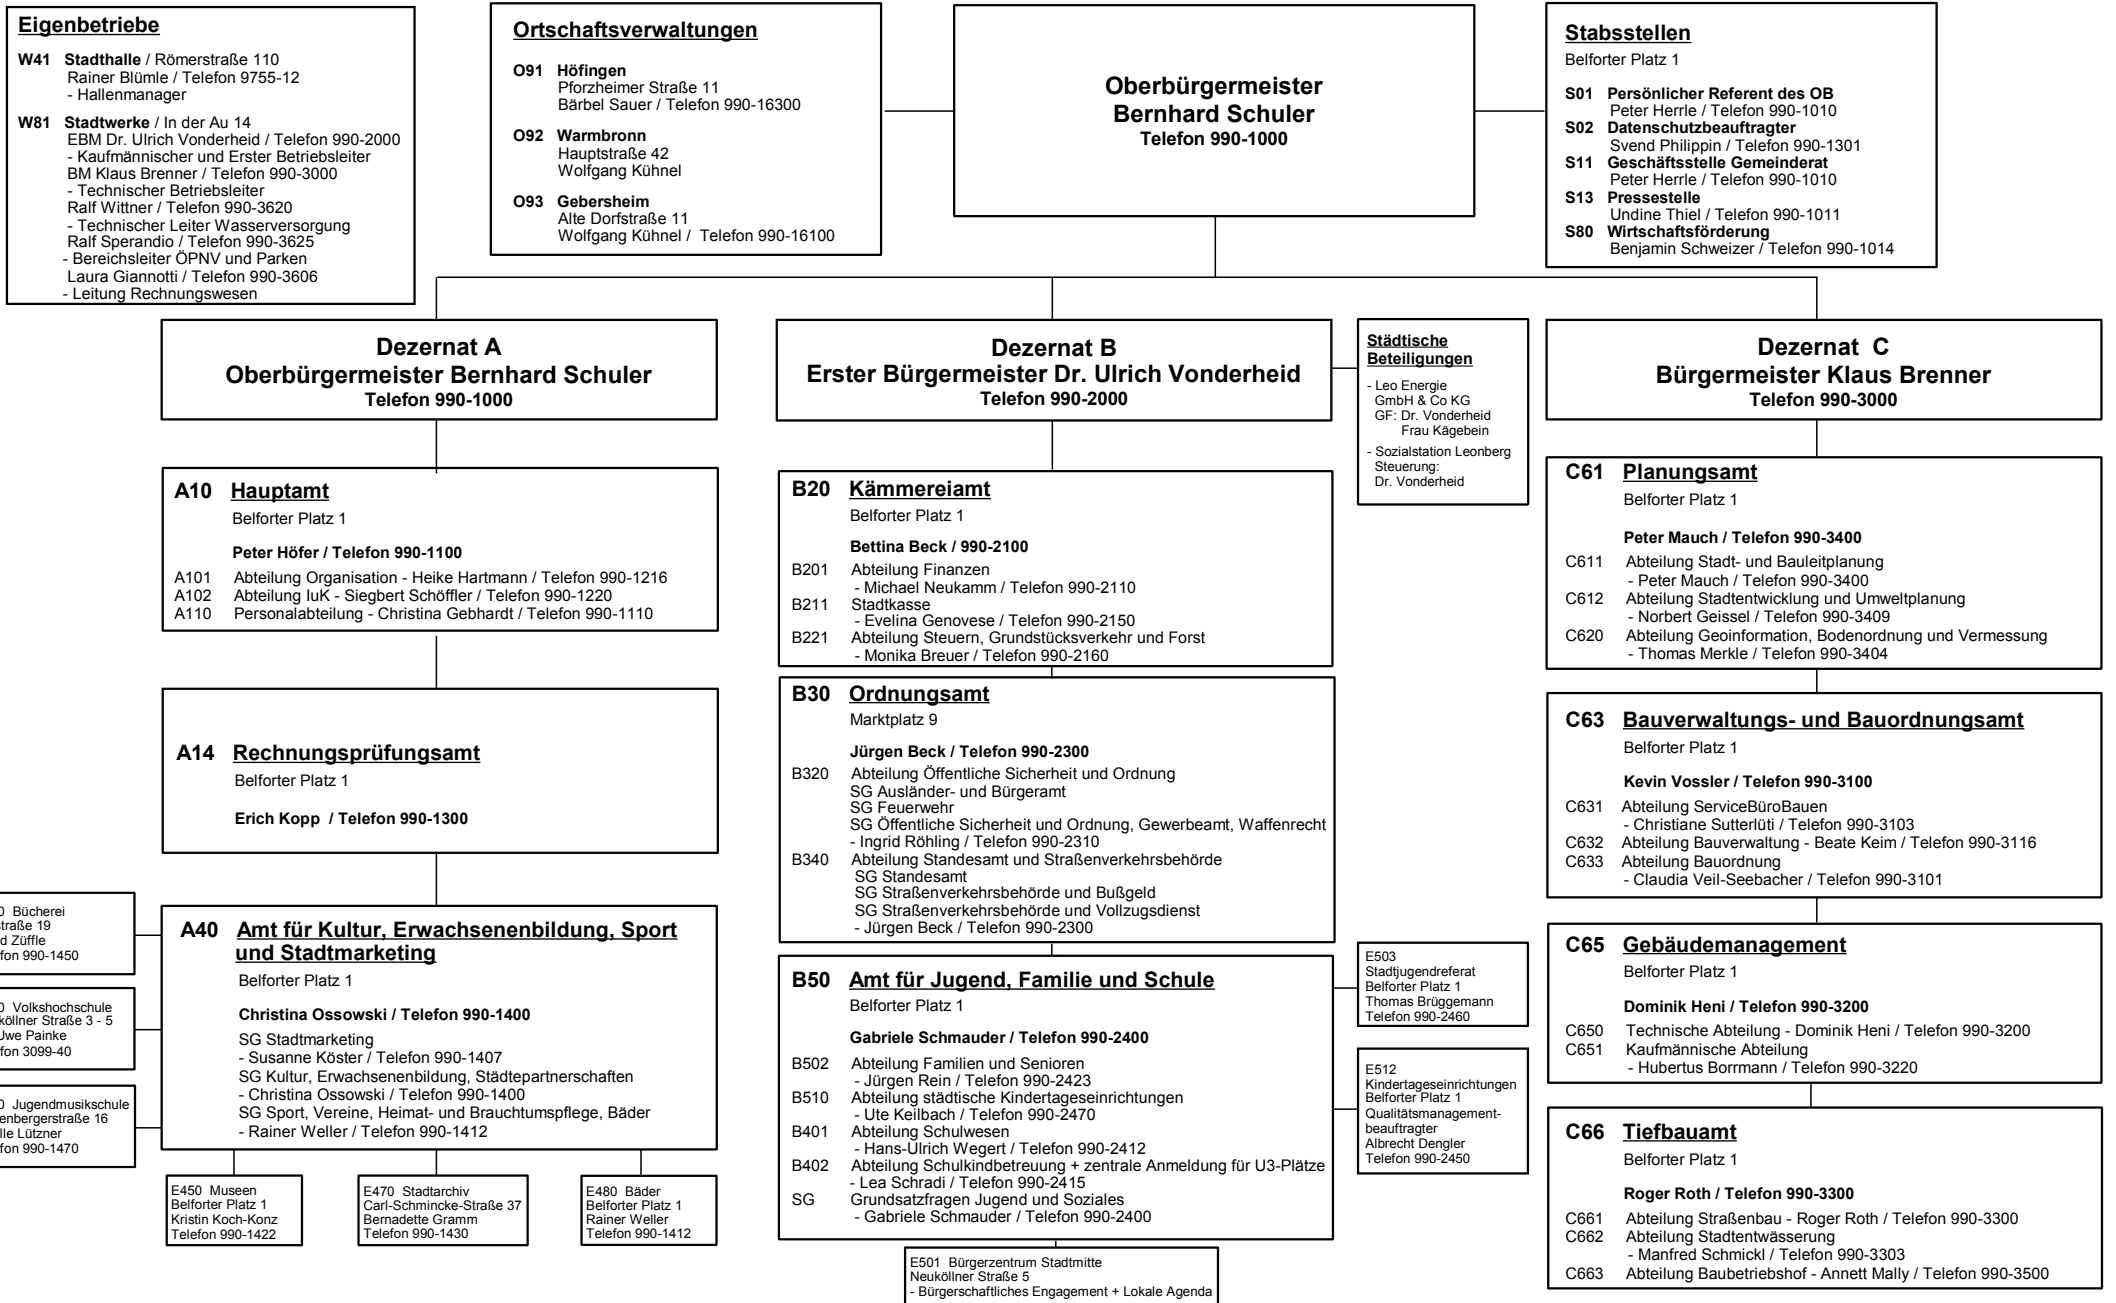 Eigenbetriebe
W41 Stadthalle / Römerstraße 110
Rainer Blümle / Telefon 9755-12
- Hallenmanager
W81 Stadtwerke / In der Au 14
EBM Dr. Ulrich Vonderheid / Telefon 990-2000
- Kaufmännischer und Erster Betriebsleiter
BM Klaus Brenner / Telefon 990-3000
- Technischer Betriebsleiter
Ralf Wittner / Telefon 990-3620
- Technischer Leiter Wasserversorgung
Ralf Sperandio / Telefon 990-3625
- Bereichsleiter ÖPNV und Parken
Laura Giannotti / Telefon 990-3606
- Leitung Rechnungswesen
Ortschaftsverwaltungen
O91 Höfingen
Pforzheimer Straße 11
Bärbel Sauer / Telefon 990-16300
O92 Warmbronn
Hauptstraße 42
Wolfgang Kühnel
O93 Gebersheim
Alte Dorfstraße 11
Wolfgang Kühnel / Telefon 990-16100
Oberbürgermeister
Bernhard Schuler
Telefon 990-1000
Stabsstellen
Belforter Platz 1
S01 Persönlicher Referent des OB
Peter Herrle / Telefon 990-1010
S02 Datenschutzbeauftragter
Svend Philippin / Telefon 990-1301
S11 Geschäftsstelle Gemeinderat
Peter Herrle / Telefon 990-1010
S13 Pressestelle
Undine Thiel / Telefon 990-1011
S80 Wirtschaftsförderung
Benjamin Schweizer / Telefon 990-1014
Dezernat A
Oberbürgermeister Bernhard Schuler
Telefon 990-1000
Dezernat B
Erster Bürgermeister Dr. Ulrich Vonderheid
Telefon 990-2000
Städtische
Beteiligungen
- Leo Energie
GmbH & Co KG
GF: Dr. Vonderheid
Frau Kägebein
- Sozialstation Leonberg
Steuerung:
Dr. Vonderheid
Dezernat C
Bürgermeister Klaus Brenner
Telefon 990-3000
A10 Hauptamt
Belforter Platz 1
Peter Höfer / Telefon 990-1100
A101 Abteilung Organisation - Heike Hartmann / Telefon 990-1216
A102 Abteilung IuK - Siegbert Schöffler / Telefon 990-1220
A110 Personalabteilung - Christina Gebhardt / Telefon 990-1110
A14 Rechnungsprüfungsamt
Belforter Platz 1
Erich Kopp / Telefon 990-1300
0 Bücherei
traße 19
d Züffle
fon 990-1450
0 Volkshochschule
köllner Straße 3 - 5
Uwe Painke
fon 3099-40
0 Jugendmusikschule
enbergerstraße 16
lle Lützner
fon 990-1470
A40 Amt für Kultur, Erwachsenenbildung, Sport
und Stadtmarketing
Belforter Platz 1
Christina Ossowski / Telefon 990-1400
SG Stadtmarketing
- Susanne Köster / Telefon 990-1407
SG Kultur, Erwachsenenbildung, Städtepartnerschaften
- Christina Ossowski / Telefon 990-1400
SG Sport, Vereine, Heimat- und Brauchtumspflege, Bäder
- Rainer Weller / Telefon 990-1412
E450 Museen
Belforter Platz 1
Kristin Koch-Konz
Telefon 990-1422
E470 Stadtarchiv
Carl-Schmincke-Straße 37
Bernadette Gramm
Telefon 990-1430
E480 Bäder
Belforter Platz 1
Rainer Weller
Telefon 990-1412
B20 Kämmereiamt
Belforter Platz 1
Bettina Beck / 990-2100
B201 Abteilung Finanzen
- Michael Neukamm / Telefon 990-2110
B211 Stadtkasse
- Evelina Genovese / Telefon 990-2150
B221 Abteilung Steuern, Grundstücksverkehr und Forst
- Monika Breuer / Telefon 990-2160
B30 Ordnungsamt
Marktplatz 9
Jürgen Beck / Telefon 990-2300
B320 Abteilung Öffentliche Sicherheit und Ordnung
SG Ausländer- und Bürgeramt
SG Feuerwehr
SG Öffentliche Sicherheit und Ordnung, Gewerbeamt, Waffenrecht
- Ingrid Röhling / Telefon 990-2310
B340 Abteilung Standesamt und Straßenverkehrsbehörde
SG Standesamt
SG Straßenverkehrsbehörde und Bußgeld
SG Straßenverkehrsbehörde und Vollzugsdienst
- Jürgen Beck / Telefon 990-2300
B50 Amt für Jugend, Familie und Schule
Belforter Platz 1
Gabriele Schmauder / Telefon 990-2400
B502 Abteilung Familien und Senioren
- Jürgen Rein / Telefon 990-2423
B510 Abteilung städtische Kindertageseinrichtungen
- Ute Keilbach / Telefon 990-2470
B401 Abteilung Schulwesen
- Hans-Ulrich Wegert / Telefon 990-2412
B402 Abteilung Schulkindbetreuung + zentrale Anmeldung für U3-Plätze
- Lea Schradi / Telefon 990-2415
SG Grundsatzfragen Jugend und Soziales
- Gabriele Schmauder / Telefon 990-2400
E501 Bürgerzentrum Stadtmitte
Neuköllner Straße 5
- Bürgerschaftliches Engagement + Lokale Agenda
E503
Stadtjugendreferat
Belforter Platz 1
Thomas Brüggemann
Telefon 990-2460
E512
Kindertageseinrichtungen
Belforter Platz 1
Qualitätsmanagement-
beauftragter
Albrecht Dengler
Telefon 990-2450
C61 Planungsamt
Belforter Platz 1
Peter Mauch / Telefon 990-3400
C611 Abteilung Stadt- und Bauleitplanung
- Peter Mauch / Telefon 990-3400
C612 Abteilung Stadtentwicklung und Umweltplanung
- Norbert Geissel / Telefon 990-3409
C620 Abteilung Geoinformation, Bodenordnung und Vermessung
- Thomas Merkle / Telefon 990-3404
C63 Bauverwaltungs- und Bauordnungsamt
Belforter Platz 1
Kevin Vossler / Telefon 990-3100
C631 Abteilung ServiceBüroBauen
- Christiane Sutterlüti / Telefon 990-3103
C632 Abteilung Bauverwaltung - Beate Keim / Telefon 990-3116
C633 Abteilung Bauordnung
- Claudia Veil-Seebacher / Telefon 990-3101
C65 Gebäudemanagement
Belforter Platz 1
Dominik Heni / Telefon 990-3200
C650 Technische Abteilung - Dominik Heni / Telefon 990-3200
C651 Kaufmännische Abteilung
- Hubertus Borrmann / Telefon 990-3220
C66 Tiefbauamt
Belforter Platz 1
Roger Roth / Telefon 990-3300
C661 Abteilung Straßenbau - Roger Roth / Telefon 990-3300
C662 Abteilung Stadtentwässerung
- Manfred Schmickl / Telefon 990-3303
C663 Abteilung Baubetriebshof - Annett Mally / Telefon 990-3500